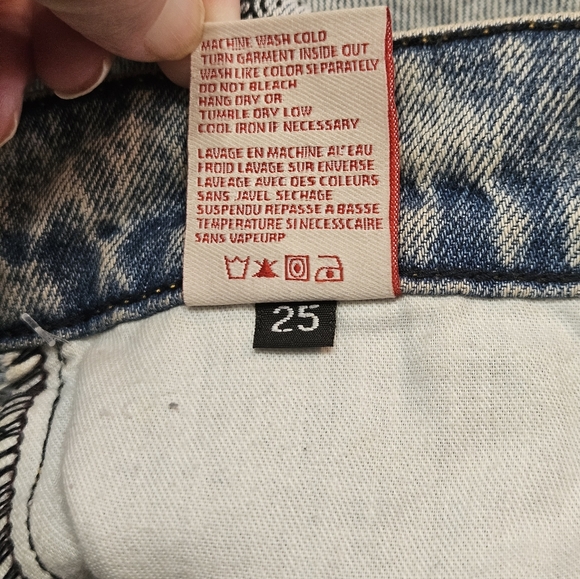 MACHINE WASH COLD
TURN GARMENT INSIDE OUT
WASH LIKE COLOR SEPARATELY
DO NOT BLEACH
HANG DRY OR
TUMBLE DRY LOW
COOL IRON IF NECESSARY
LAVAGE EN MACHINE AL'EAU
FROID LAVAGE SUR ENVERSE
LAVEAGE AVEC DES COLEURS
SANS JAVEL SECHAGE
SUSPENDU REPASSE A BASSE
TEMPERATURE SI NECESSCAIRE
SANS VAPEURP
25